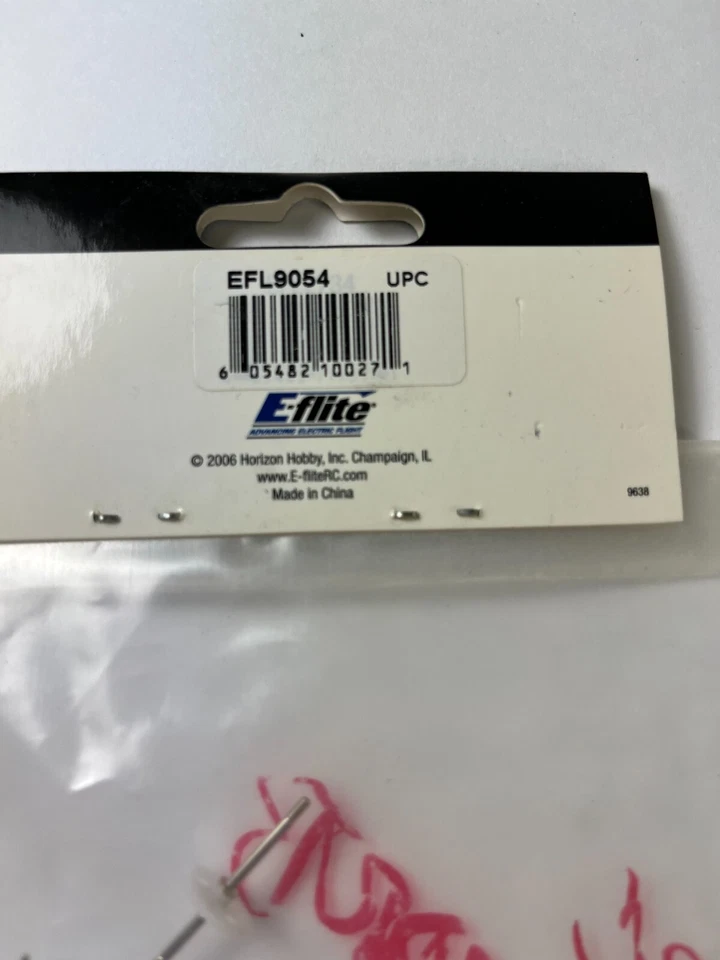 EFL9054 UPC
6 05482 10027 1
E-flite®
ADVANCING ELECTRIC FLIGHT
© 2006 Horizon Hobby, Inc. Champaign, IL
www.E-fliteRC.com
Made in China
9638